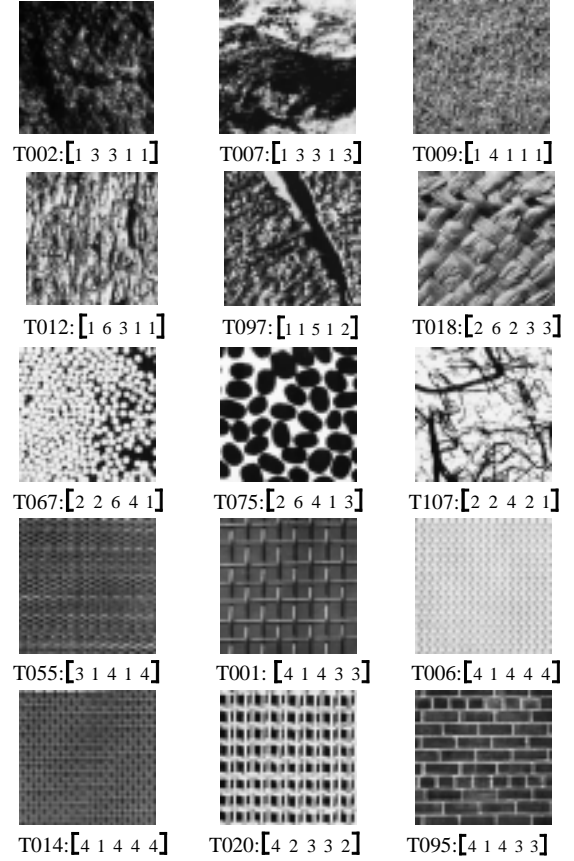 T002:[1 3 3 1 1] T007:[1 3 3 1 3] T009:[1 4 1 1 1]
T012:[1 6 3 1 1] T097:[1 1 5 1 2] T018:[2 6 2 3 3]
T067:[2 2 6 4 1] T075:[2 6 4 1 3] T107:[2 2 4 2 1]
T055:[3 1 4 1 4] T001: [4 1 4 3 3] T006:[4 1 4 4 4]
T014:[4 1 4 4 4] T020:[4 2 3 3 2] T095:[4 1 4 3 3]